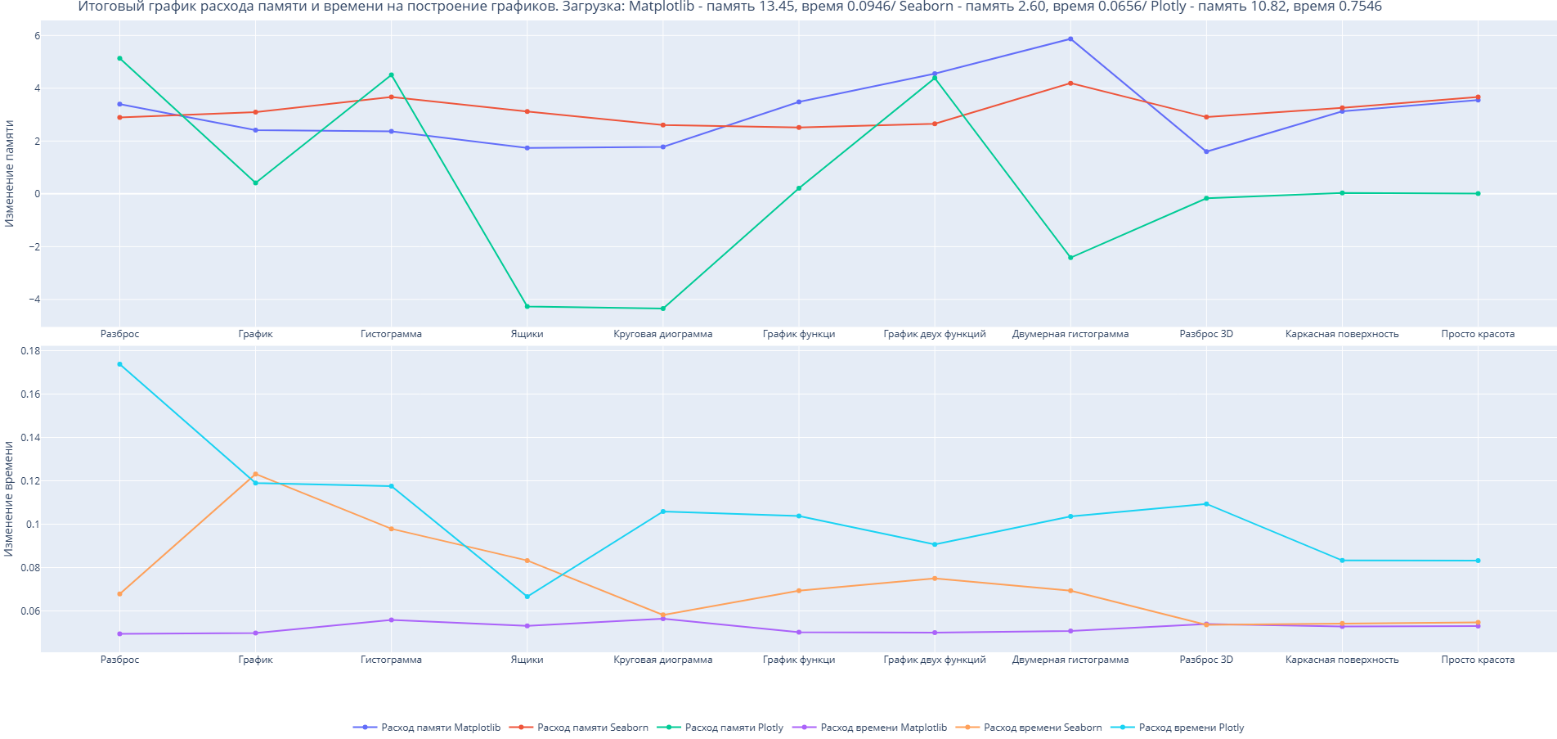 Итоговый график расхода памяти и времени на построение графиков. Загрузка: Matplotlib - память 13.45, время 0.0946/ Seaborn - память 2.60, время 0.0656/ Plotly - память 10.82, время 0.7546
Изменение памяти
6
4
2
0
−2
−4
Разброс График Гистограмма Ящики Круговая диаграмма График функци График двух функций Двумерная гистограмма Разброс 3D Каркасная поверхность Просто красота
Изменение времени
0.18
0.16
0.14
0.12
0.1
0.08
0.06
Разброс График Гистограмма Ящики Круговая диаграмма График функци График двух функций Двумерная гистограмма Разброс 3D Каркасная поверхность Просто красота
Расход памяти Matplotlib Расход памяти Seaborn Расход памяти Plotly Расход времени Matplotlib Расход времени Seaborn Расход времени Plotly